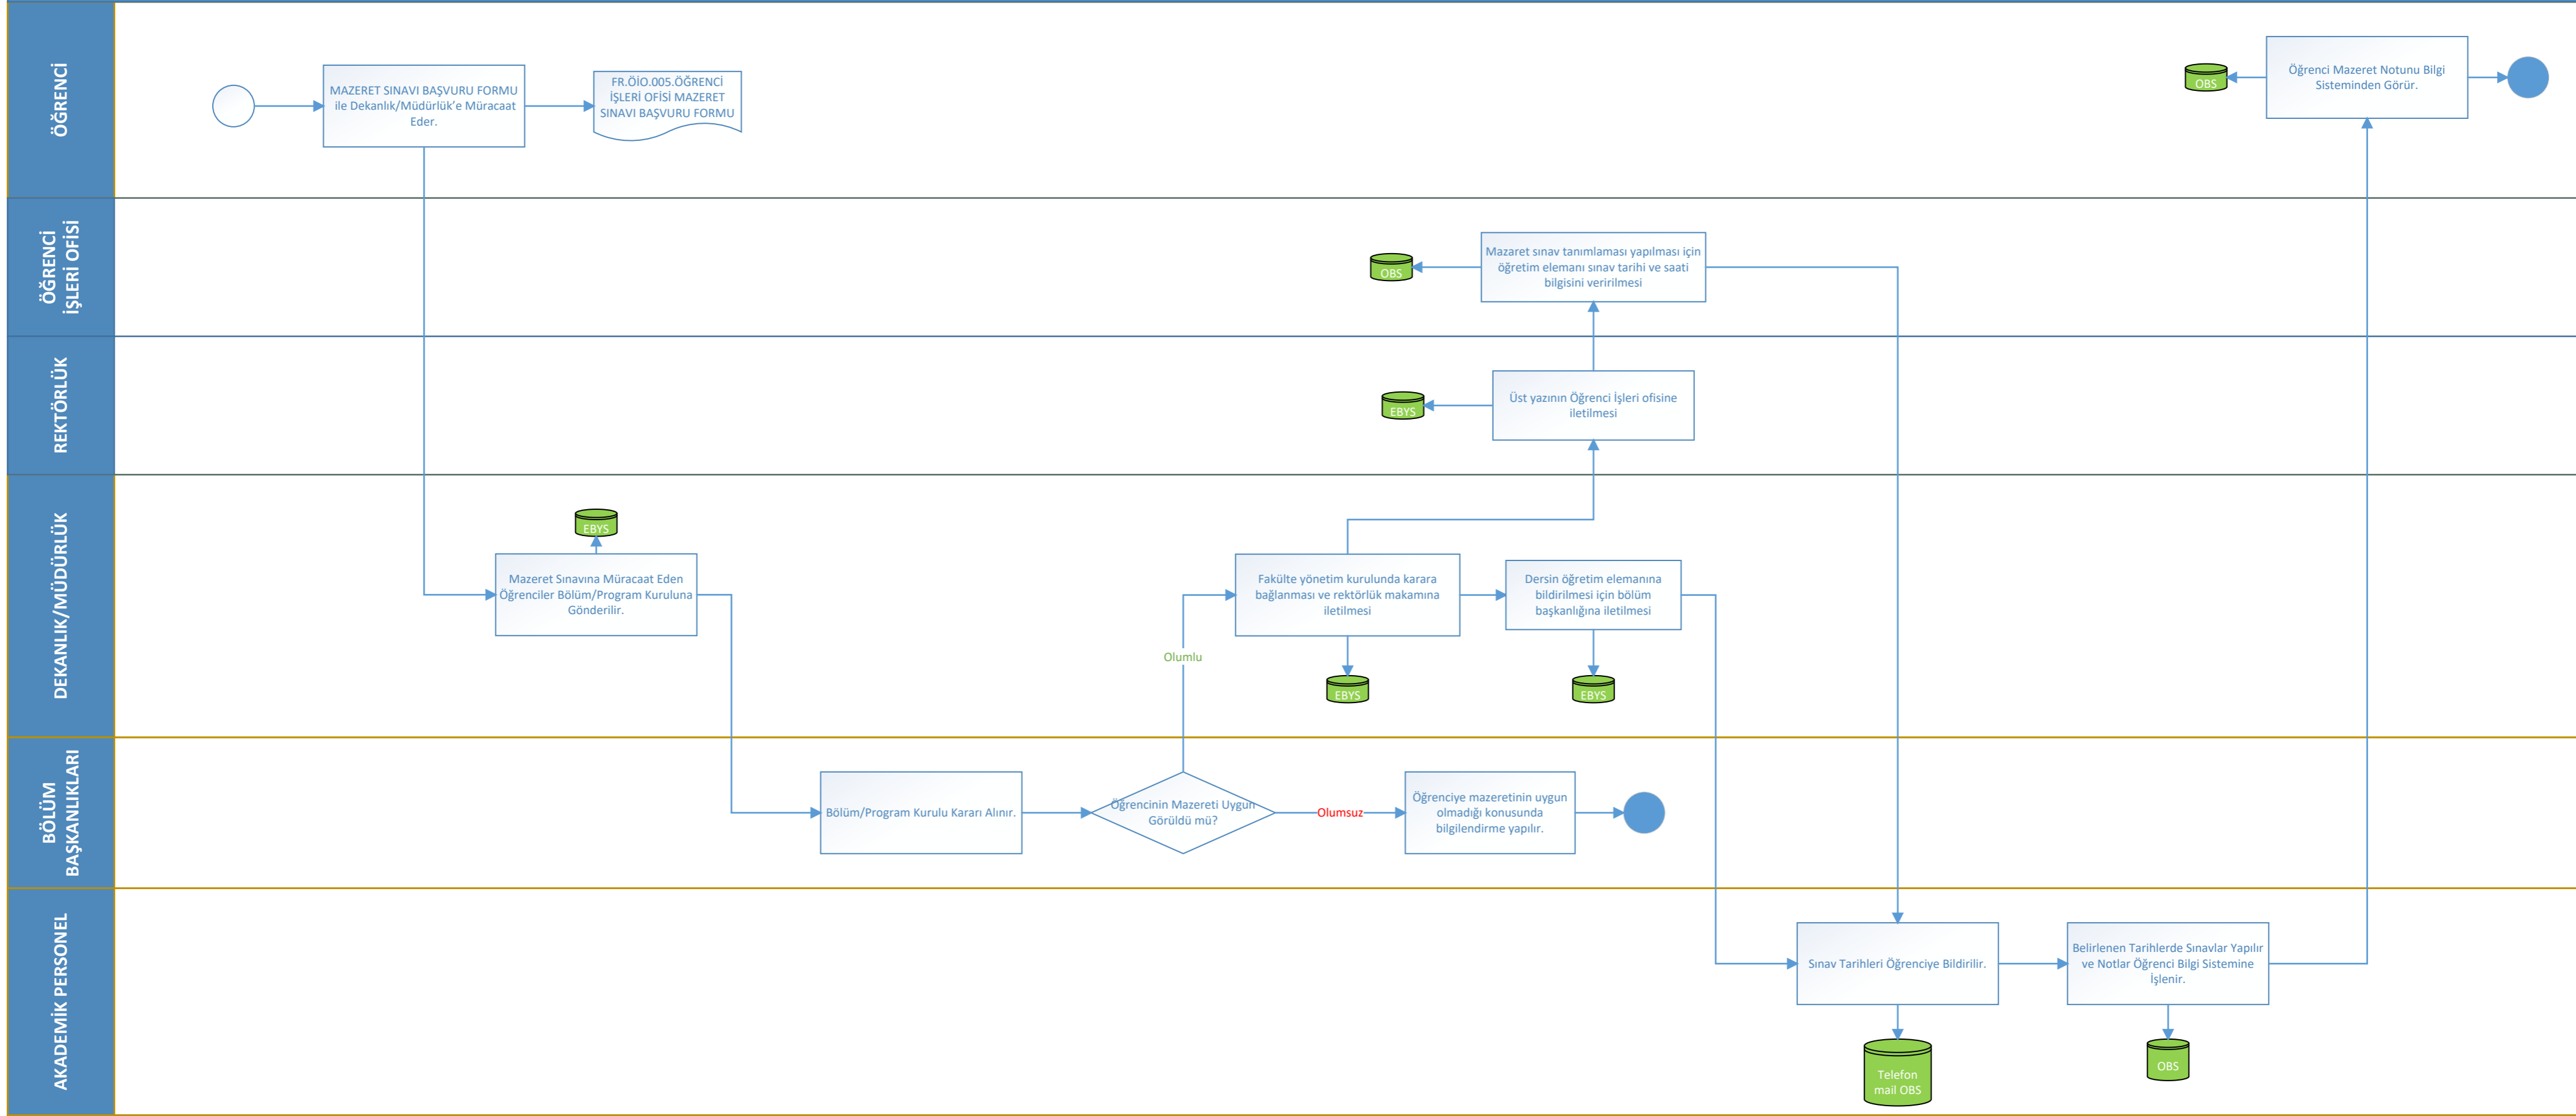 ÖĞRENCİ
MAZERET SINAVI BAŞVURU FORMU
ile Dekanlık/Müdürlük'e Müracaat
Eder.
FR.ÖİO.005.ÖĞRENCİ
İŞLERİ OFİSİ MAZERET
SINAVI BAŞVURU FORMU
OBS
Öğrenci Mazeret Notunu Bilgi
Sisteminden Görür.
ÖĞRENCİ
İŞLERİ OFİSİ
OBS
Mazaret sınav tanımlaması yapılması için
öğretim elemanı sınav tarihi ve saati
bilgisini veririlmesi
REKTÖRLÜK
EBYS
Üst yazının Öğrenci İşleri ofisine
iletilmesi
DEKANLIK/MÜDÜRLÜK
EBYS
Mazeret Sınavına Müracaat Eden
Öğrenciler Bölüm/Program Kuruluna
Gönderilir.
Fakülte yönetim kurulunda karara
bağlanması ve rektörlük makamına
iletilmesi
Dersin öğretim elemanına
bildirilmesi için bölüm
başkanlığına iletilmesi
Olumlu
EBYS
EBYS
BÖLÜM
BAŞKANLIKLARI
Bölüm/Program Kurulu Kararı Alınır.
Öğrencinin Mazereti Uygun
Görüldü mü?
Olumsuz
Öğrenciye mazeretinin uygun
olmadığı konusunda
bilgilendirme yapılır.
AKADEMİK PERSONEL
Sınav Tarihleri Öğrenciye Bildirilir.
Belirlenen Tarihlerde Sınavlar Yapılır
ve Notlar Öğrenci Bilgi Sistemine
İşlenir.
Telefon
mail OBS
OBS